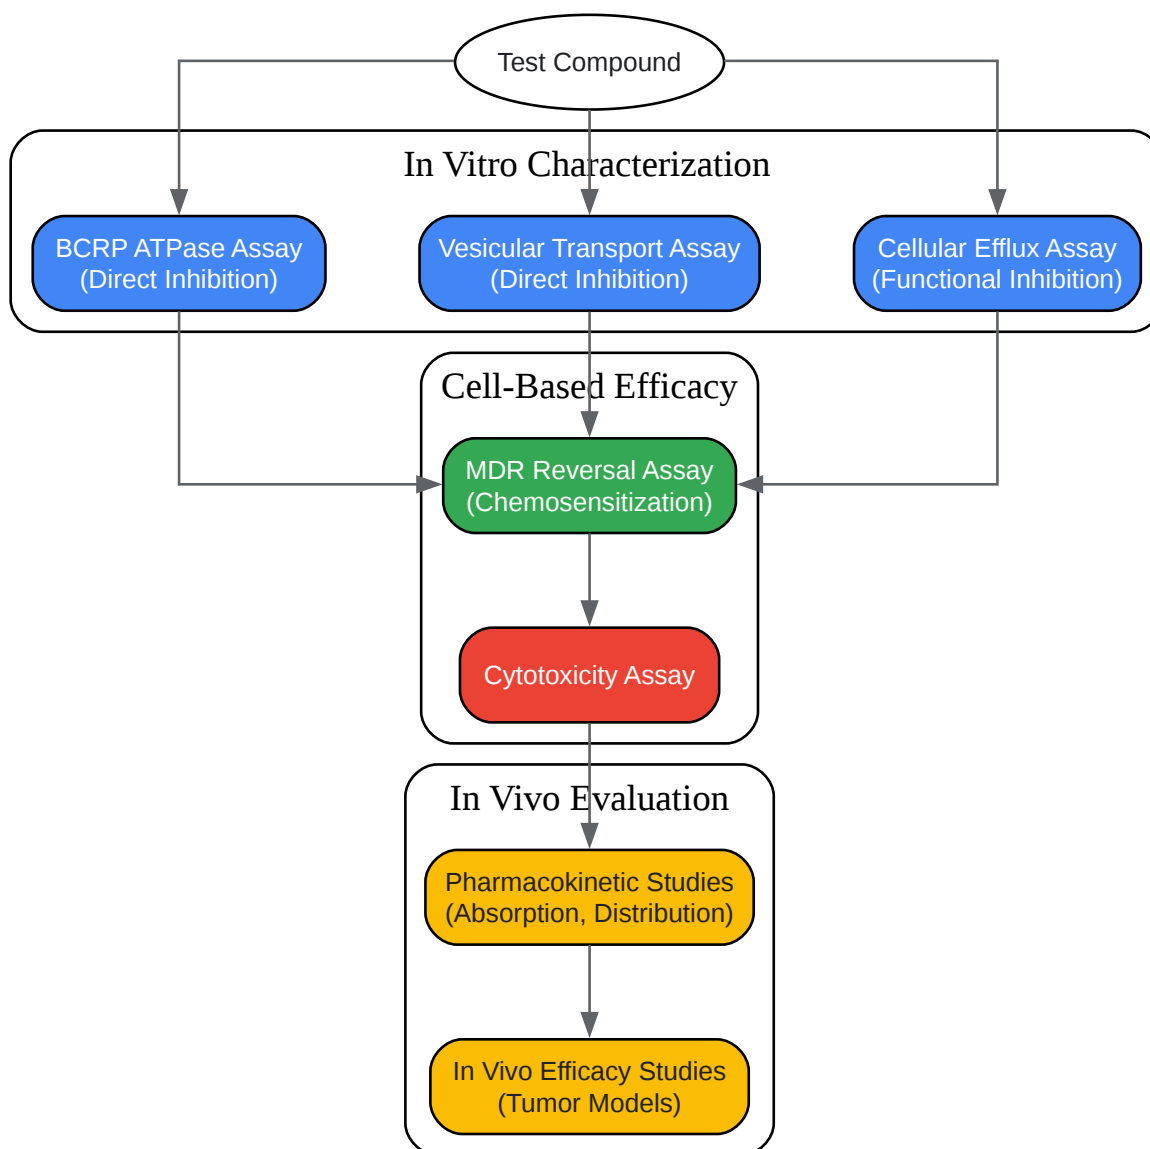 Test Compound
In Vitro Characterization
BCRP ATPase Assay
(Direct Inhibition)
Vesicular Transport Assay
(Direct Inhibition)
Cellular Efflux Assay
(Functional Inhibition)
Cell-Based Efficacy
MDR Reversal Assay
(Chemosensitization)
Cytotoxicity Assay
In Vivo Evaluation
Pharmacokinetic Studies
(Absorption, Distribution)
In Vivo Efficacy Studies
(Tumor Models)